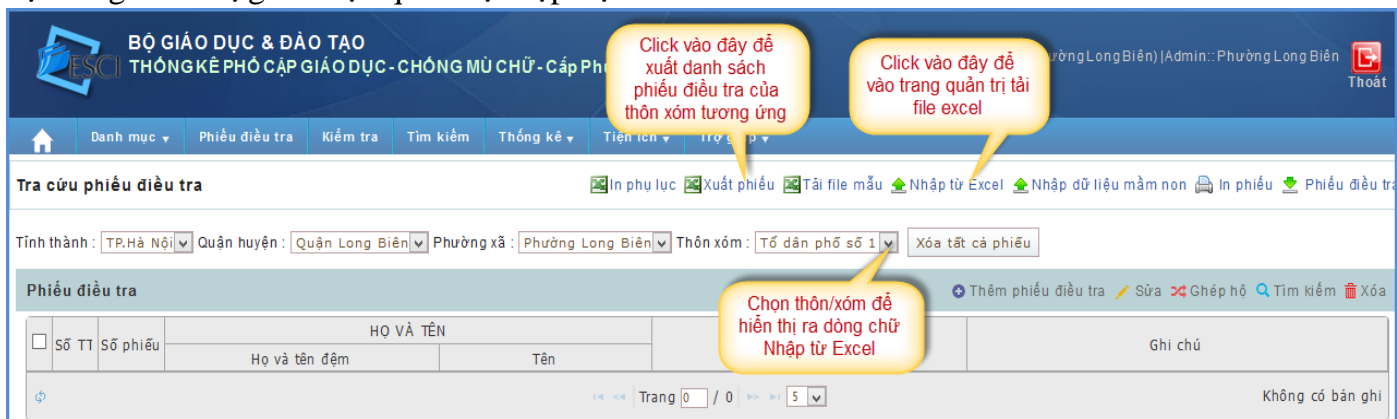 BỘ GIÁO DỤC & ĐÀO TẠO
ESCI
THỐNG KÊ PHỔ CẬP GIÁO DỤC - CHỐNG MÙ CHỮ - Cấp
Click vào đây để
xuất danh sách
phiếu điều tra của
thôn xóm tương ứng
Click vào đây để
vào trang quản trị tải
file excel
|Admin:: Phường Long Biên
Thoát
Danh mục Phiếu điều tra Kiểm tra Tìm kiếm Thống kê Tiện ích
Tra cứu phiếu điều tra
In phụ lục Xuất phiếu Tải file mẫu Nhập từ Excel Nhập dữ liệu mầm non In phiếu Phiếu điều tra
Tỉnh thành : TP.Hà Nội Quận huyện : Quận Long Biên Phường xã : Phường Long Biên Thôn xóm : Tổ dân phố số 1 Xóa tất cả phiếu
Phiếu điều tra
Thêm phiếu điều tra Sửa Ghép hộ Tìm kiếm Xóa
Chọn thôn/xóm để
hiển thị ra dòng chữ
Nhập từ Excel
Số TT Số phiếu HỌ VÀ TÊN Ghi chú
Họ và tên đệm Tên
Trang 0 / 0 5 Không có bản ghi